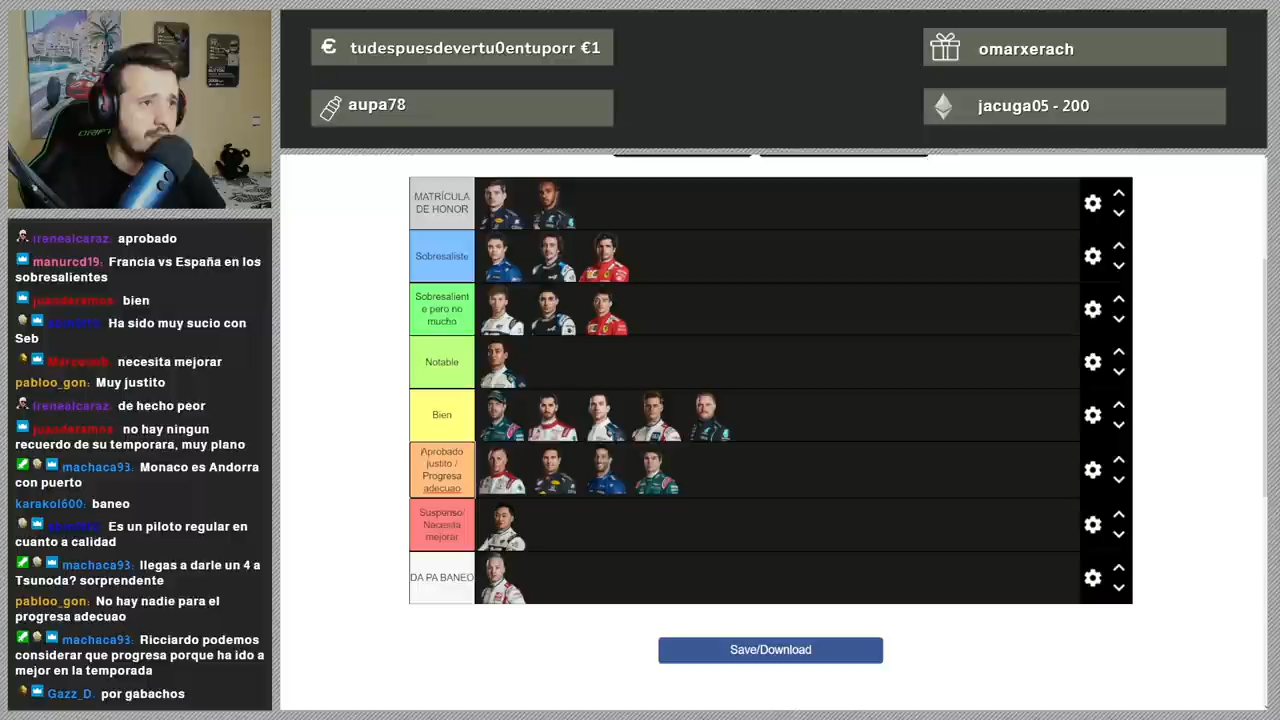 tudespuesdevertu0entuporr €1
omarxerach
aupa78
jacuga05 - 200
irenealcaraz: aprobado
manurcd19: Francia vs España en los
sobresalientes
juanderamos: bien
Ha sido muy sucio con
Seb
necesita mejorar
pabloo_gon: Muy justito
irenealcaraz: de hecho peor
juanderamos: no hay ningun
recuerdo de su temporara, muy plano
machaca93: Monaco es Andorra
con puerto
karakol600: baneo
Es un piloto regular en
cuanto a calidad
machaca93: llegas a darle un 4 a
Tsunoda? sorprendente
pabloo_gon: No hay nadie para el
progresa adecuao
machaca93: Ricciardo podemos
considerar que progresa porque ha ido a
mejor en la temporada
Gazz_D: por gabachos
MATRÍCULA
DE HONOR
Sobresaliste
Sobresalient
e pero no
mucho
Notable
Bien
Aprobado
justito /
Progresa
adecuao
Suspenso/
Necesita
mejorar
DA PA BANEO
Save/Download